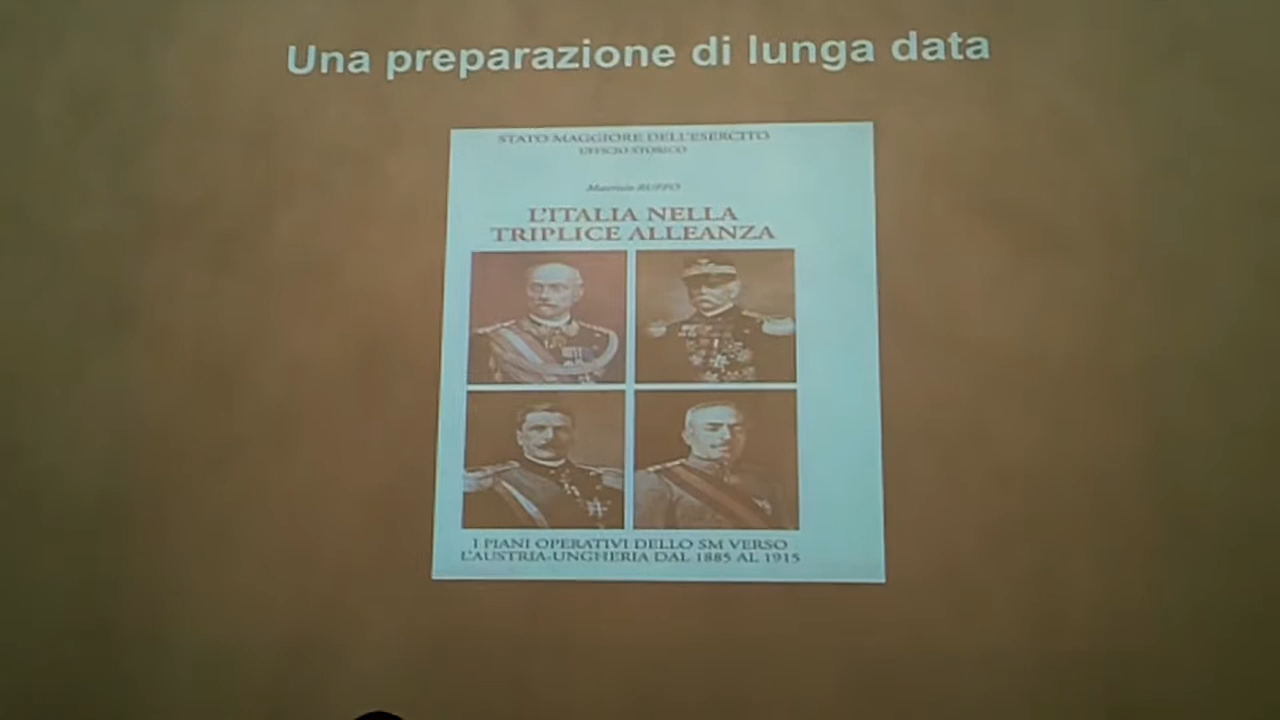 Una preparazione di lunga data
STATO MAGGIORE DELL'ESERCITO
UFFICIO STORICO
Maurizio RUFFO
L'ITALIA NELLA
TRIPLICE ALLEANZA
I PIANI OPERATIVI DELLO SM VERSO
L'AUSTRIA-UNGHERIA DAL 1885 AL 1915